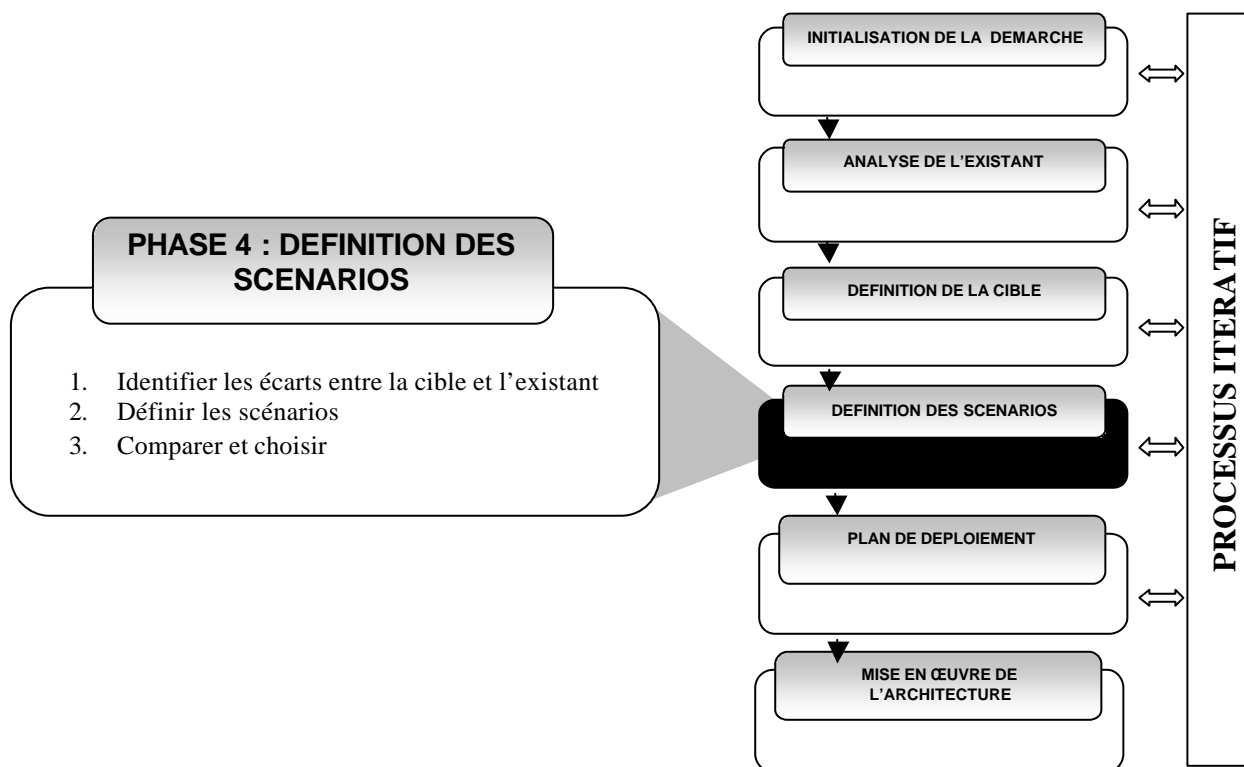 PHASE 4 : DEFINITION DES
SCENARIOS
1. Identifier les écarts entre la cible et l'existant
2. Définir les scénarios
3. Comparer et choisir
INITIALISATION DE LA DEMARCHE
ANALYSE DE L'EXISTANT
DEFINITION DE LA CIBLE
DEFINITION DES SCENARIOS
PLAN DE DEPLOIEMENT
MISE EN ŒUVRE DE
L'ARCHITECTURE
PROCESSUS ITERATIF